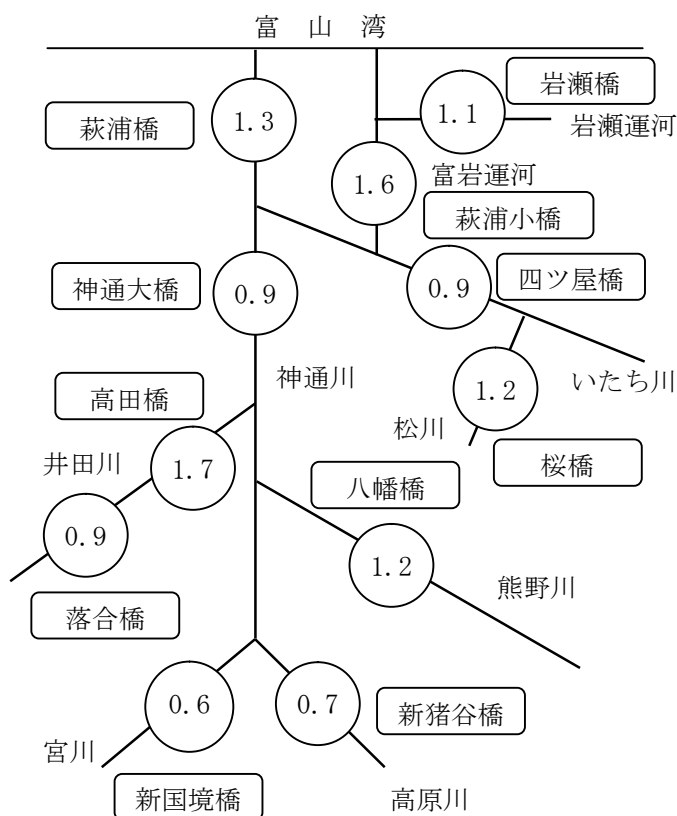 富山湾
岩瀬橋
1.3
1.1
萩浦橋
岩瀬運河
1.6
富岩運河
萩浦小橋
神通大橋
0.9
0.9
四ツ屋橋
神通川
いたち川
高田橋
1.2
松川
井田川
1.7
八幡橋
桜橋
0.9
1.2
熊野川
落合橋
0.6
0.7
新猪谷橋
宮川
新国境橋
高原川